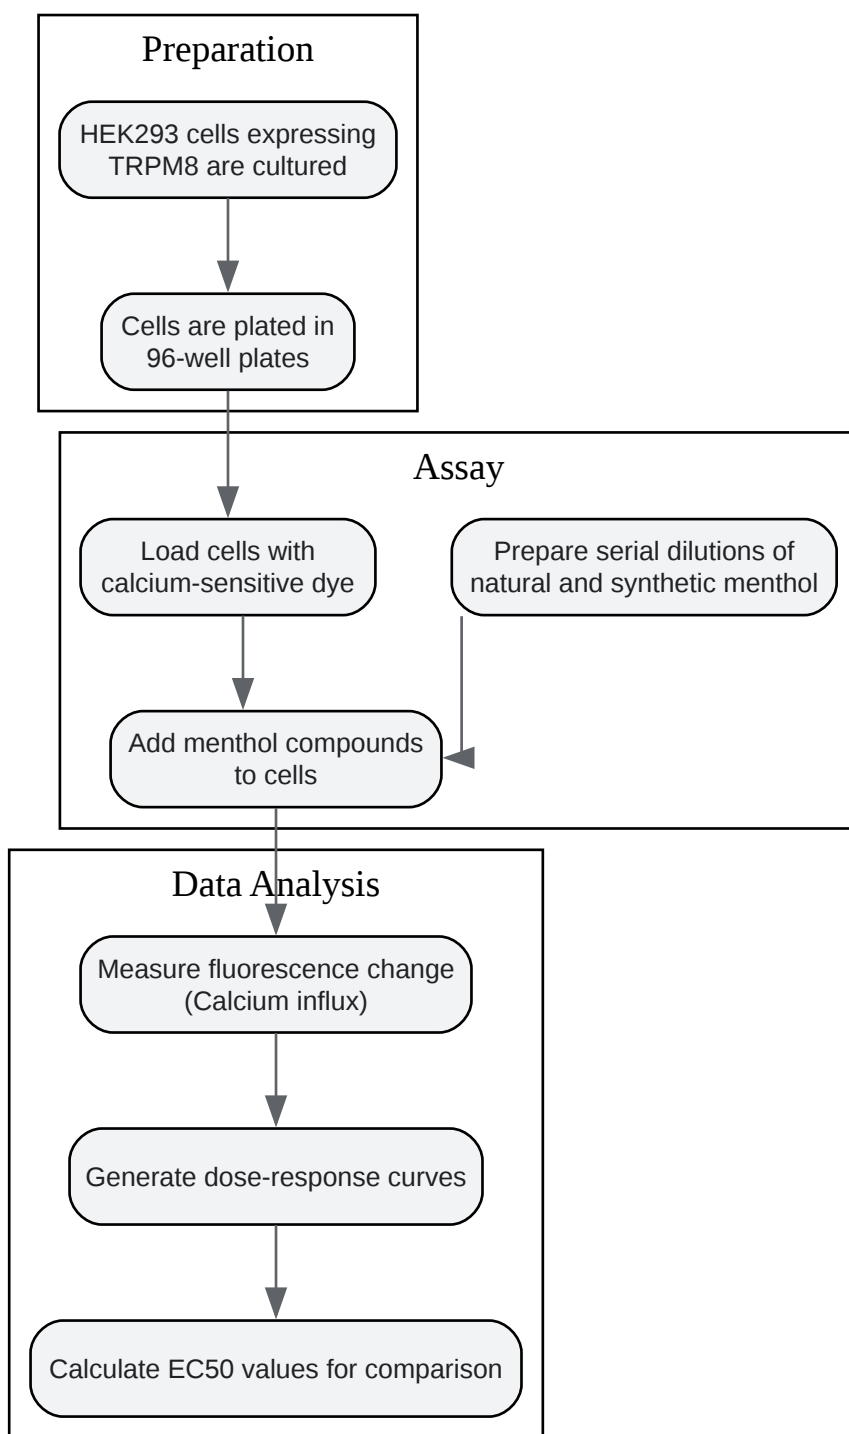 Preparation
HEK293 cells expressing
TRPM8 are cultured
Cells are plated in
96-well plates
Assay
Load cells with
calcium-sensitive dye
Prepare serial dilutions of
natural and synthetic menthol
Add menthol compounds
to cells
Data Analysis
Measure fluorescence change
(Calcium influx)
Generate dose-response curves
Calculate EC50 values for comparison